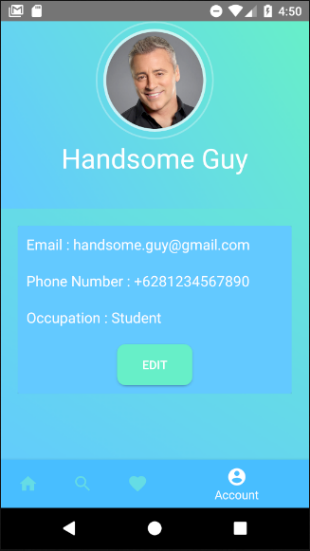 4:50
Handsome Guy
Email : handsome.guy@gmail.com
Phone Number : +6281234567890
Occupation : Student
EDIT
Account